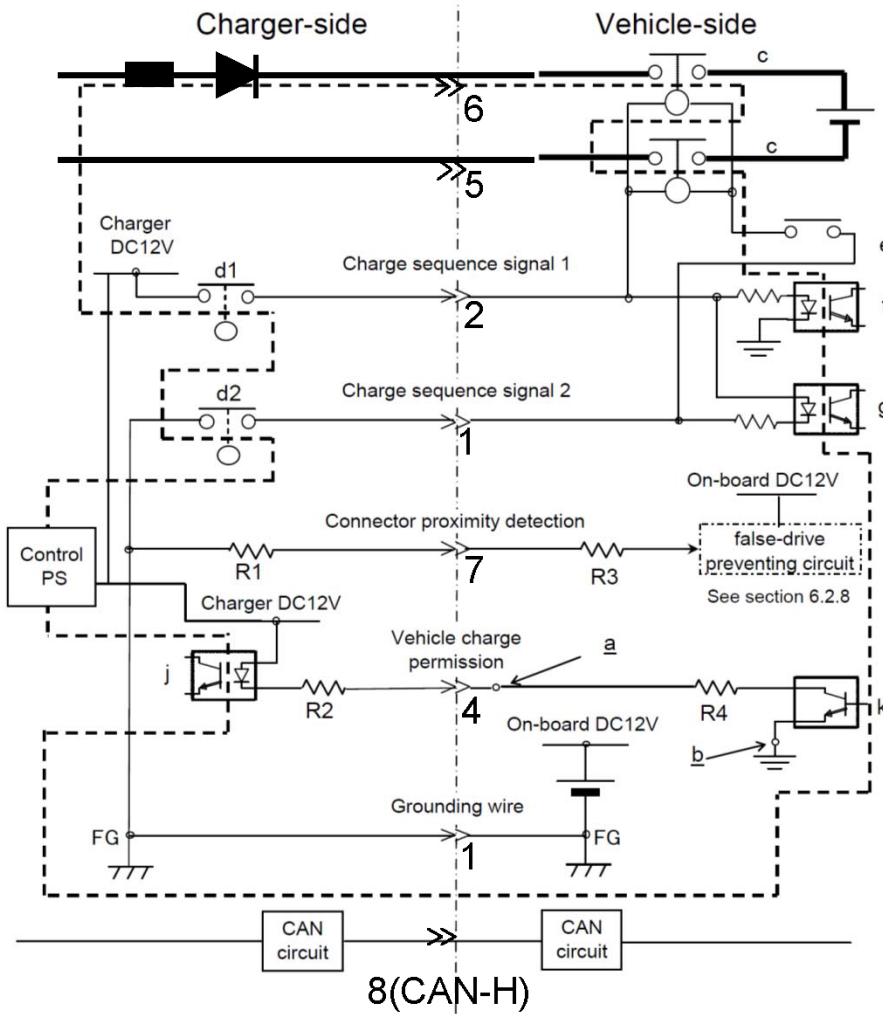 Charger-side
Vehicle-side
c
6
c
5
Charger
DC12V
d1
Charge sequence signal 1
e
2
d2
Charge sequence signal 2
g
1
On-board DC12V
Connector proximity detection
Control
PS
R1
7
R3
false-drive
preventing circuit
See section 6.2.8
Charger DC12V
Vehicle charge
permission
a
j
R2
4
R4
k
On-board DC12V
b
Grounding wire
FG
1
FG
CAN
circuit
CAN
circuit
8(CAN-H)